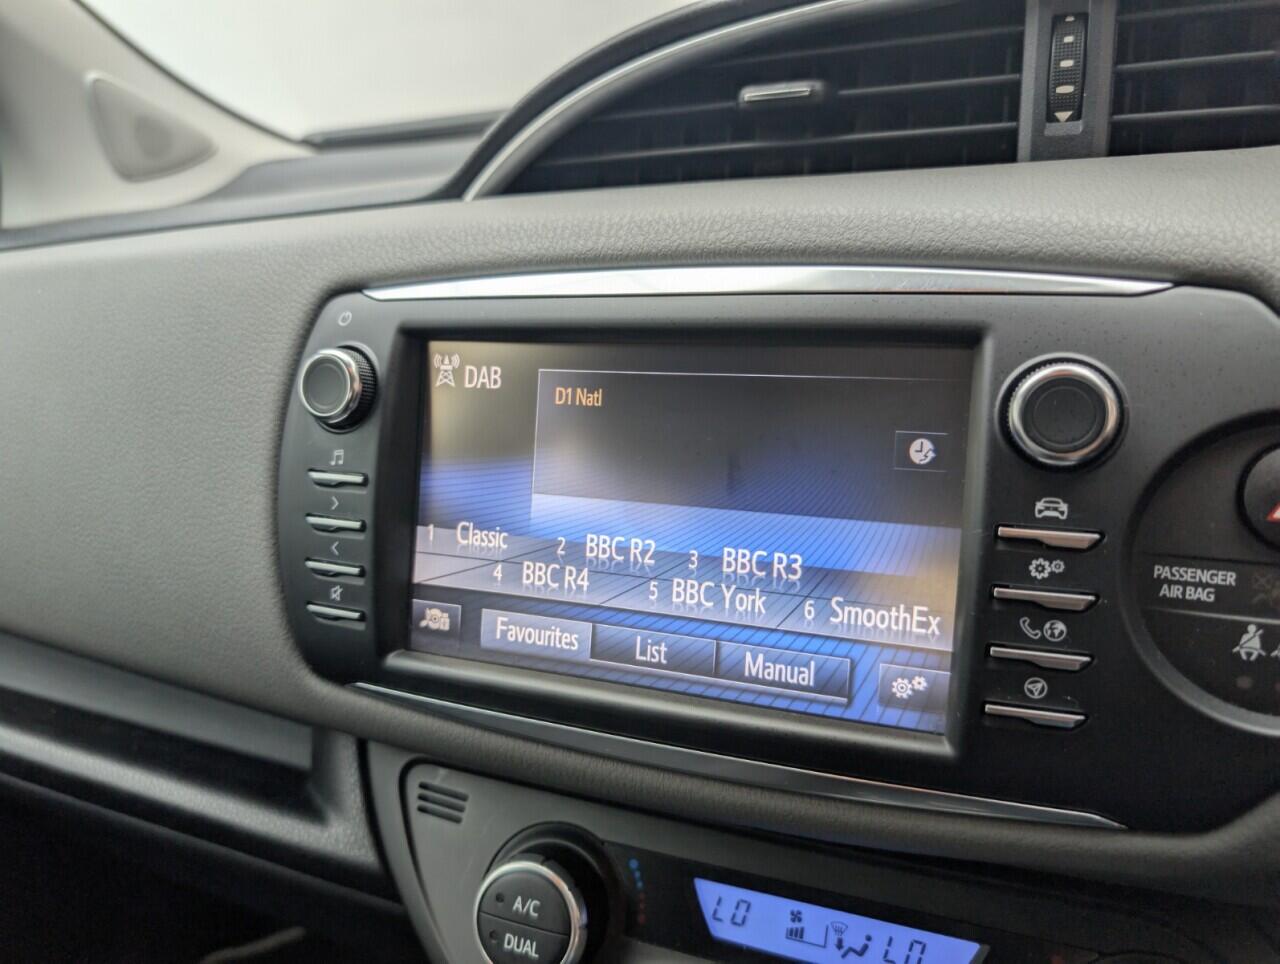 DAB
D1 Natl
1 Classic 2 BBC R2 3 BBC R3
4 BBC R4 5 BBC York 6 SmoothEx
Favourites List Manual
PASSENGER
AIR BAG
A/C
DUAL
LO LO